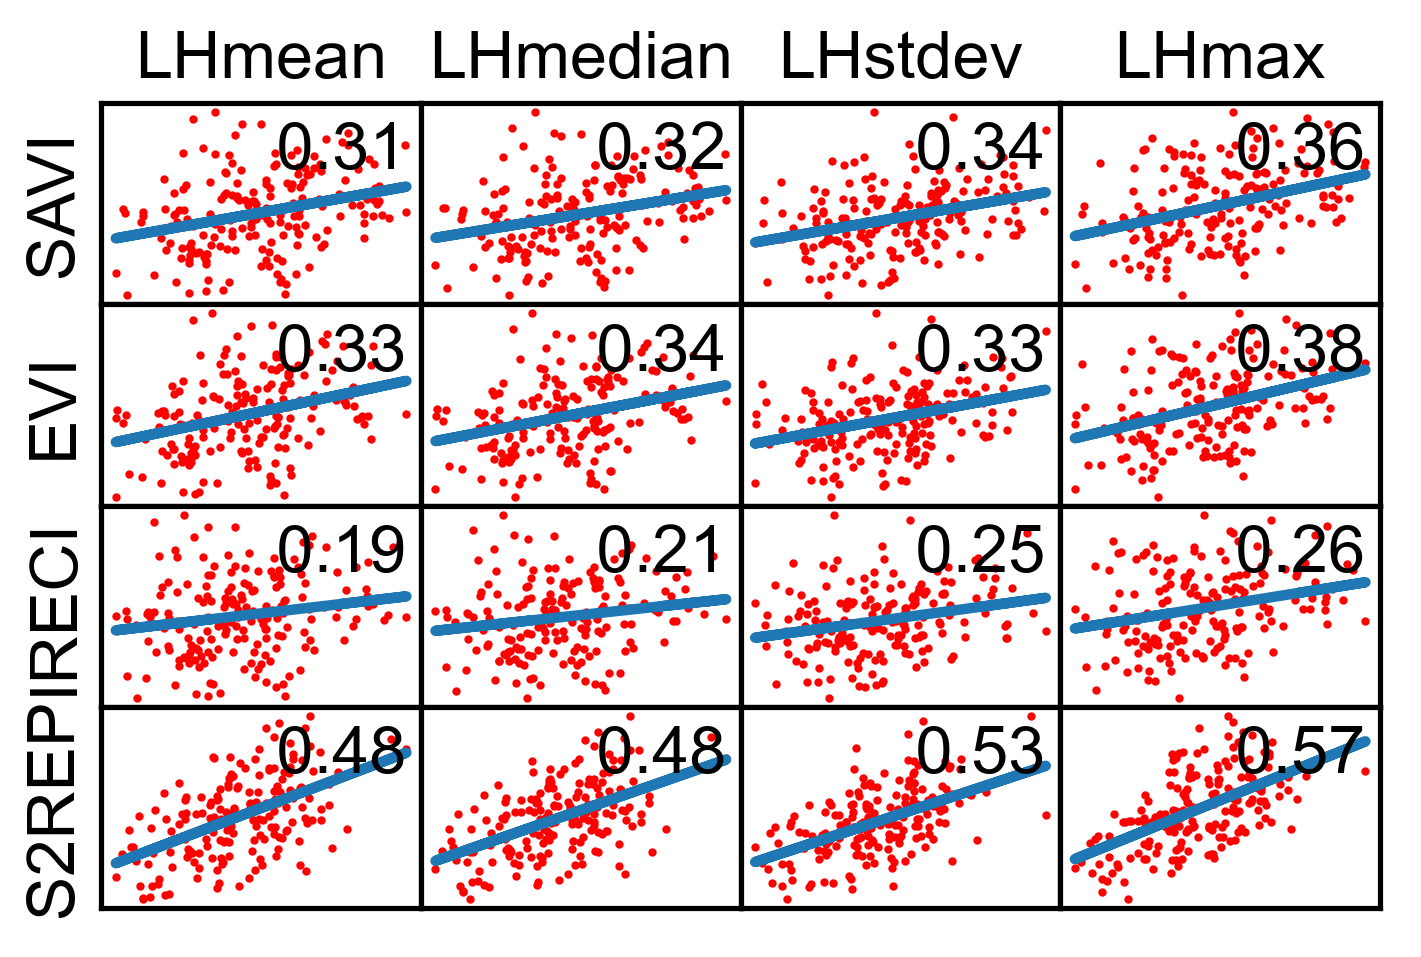 LHmean LHmedian LHstdev LHmax
SAVI 0.31 0.32 0.34 0.36
EVI 0.33 0.34 0.33 0.38
IRECI 0.19 0.21 0.25 0.26
S2REP 0.48 0.48 0.53 0.57